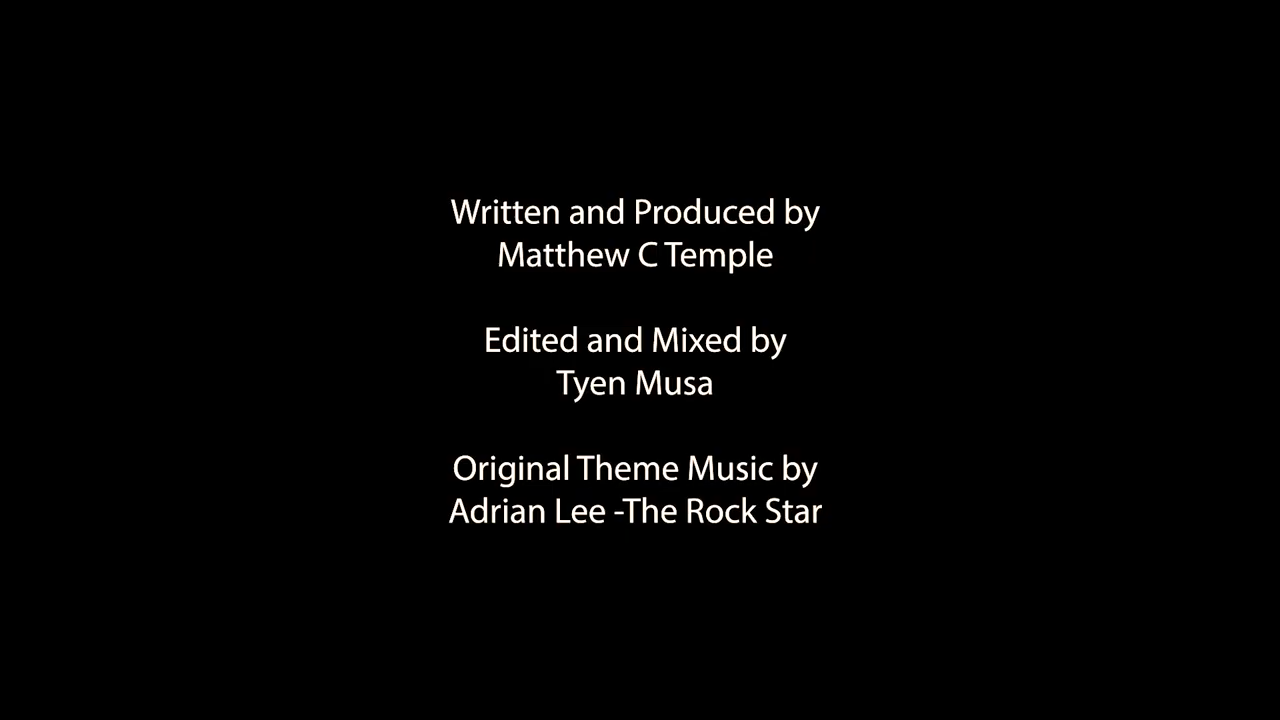 Written and Produced by
Matthew C Temple
Edited and Mixed by
Tyen Musa
Original Theme Music by
Adrian Lee -The Rock Star